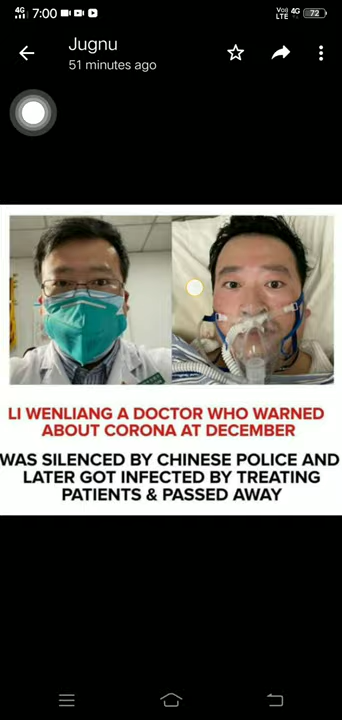 4G 7:00 Vo) LTE 4G 72
Jugnu
51 minutes ago
LI WENLIANG A DOCTOR WHO WARNED
ABOUT CORONA AT DECEMBER
WAS SILENCED BY CHINESE POLICE AND
LATER GOT INFECTED BY TREATING
PATIENTS & PASSED AWAY